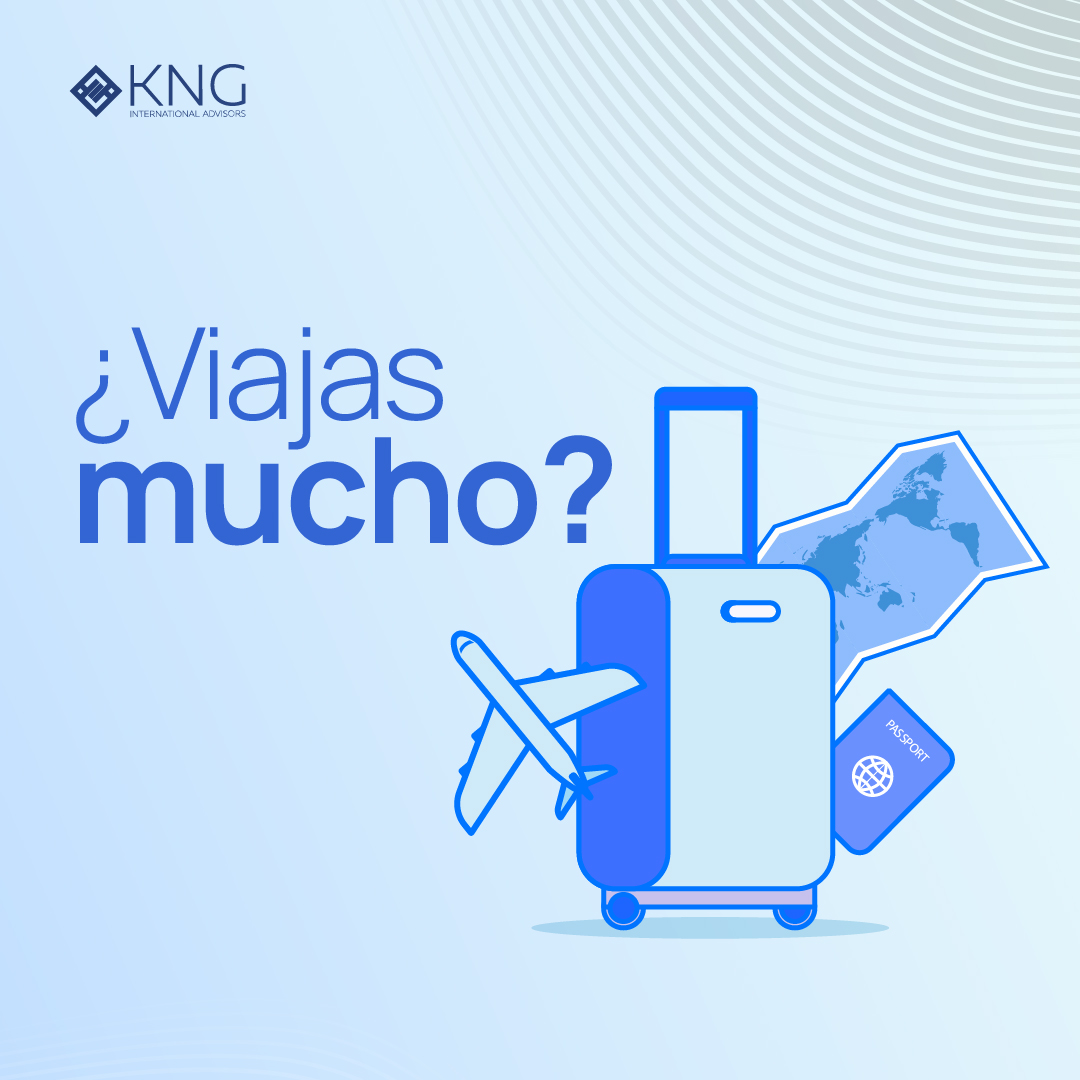 KNG
INTERNATIONAL ADVISORS
¿Viajas
mucho?
PASSPORT